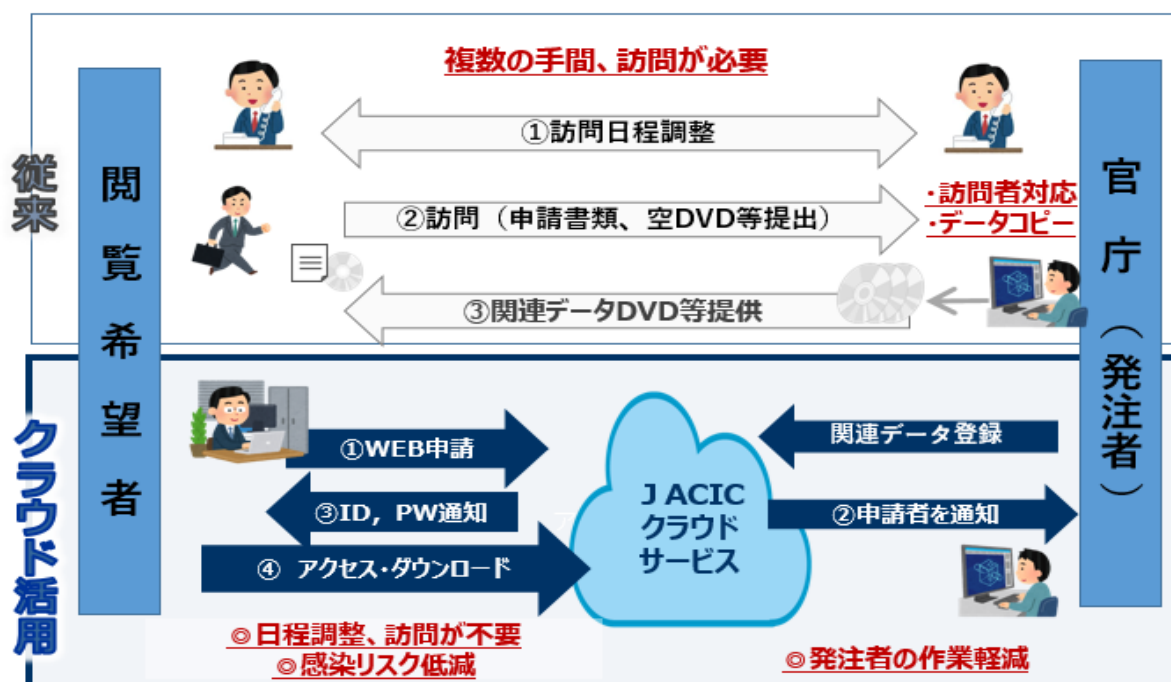 複数の手間、訪問が必要
従来
閲覧希望者
官庁（発注者）
①訪問日程調整
②訪問（申請書類、空DVD等提出）
・訪問者対応
・データコピー
③関連データDVD等提供
クラウド活用
①WEB申請
関連データ登録
③ID，PW通知
J ACIC
クラウド
サービス
②申請者を通知
④ アクセス・ダウンロード
◎日程調整、訪問が不要
◎感染リスク低減
◎発注者の作業軽減